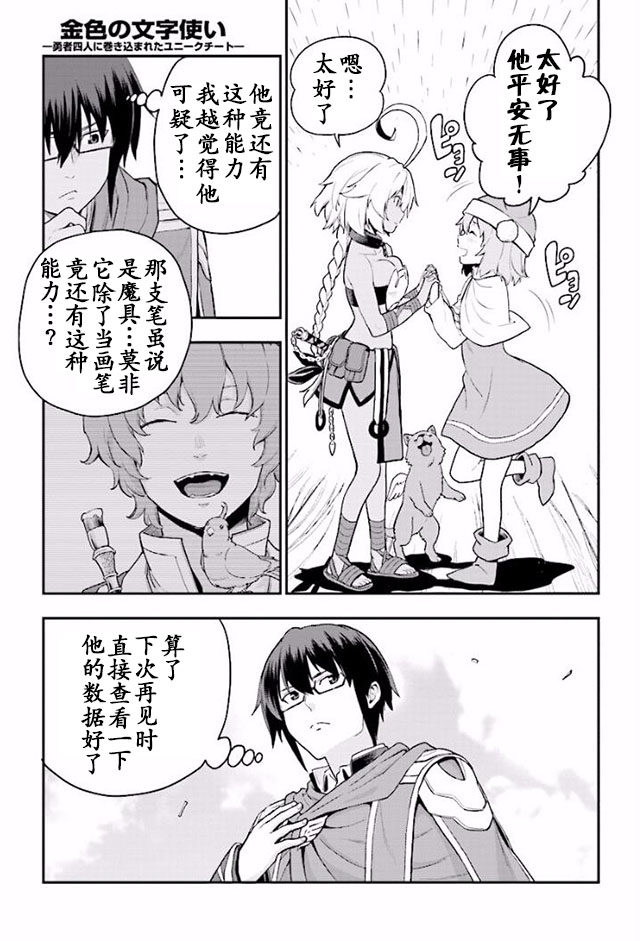 金色の文字使い
―勇者四人に巻き込まれたユニークチート―
太好了
他平安无事！
嗯…
太好了
ピョン
ピョン
他竟还有
这种能力
我越觉得他
可疑了…
那支笔虽说
是魔具…莫非
它除了当画笔
竟还有这种
能力…？
算了
下次再见时
直接查看一下
他的数据好了